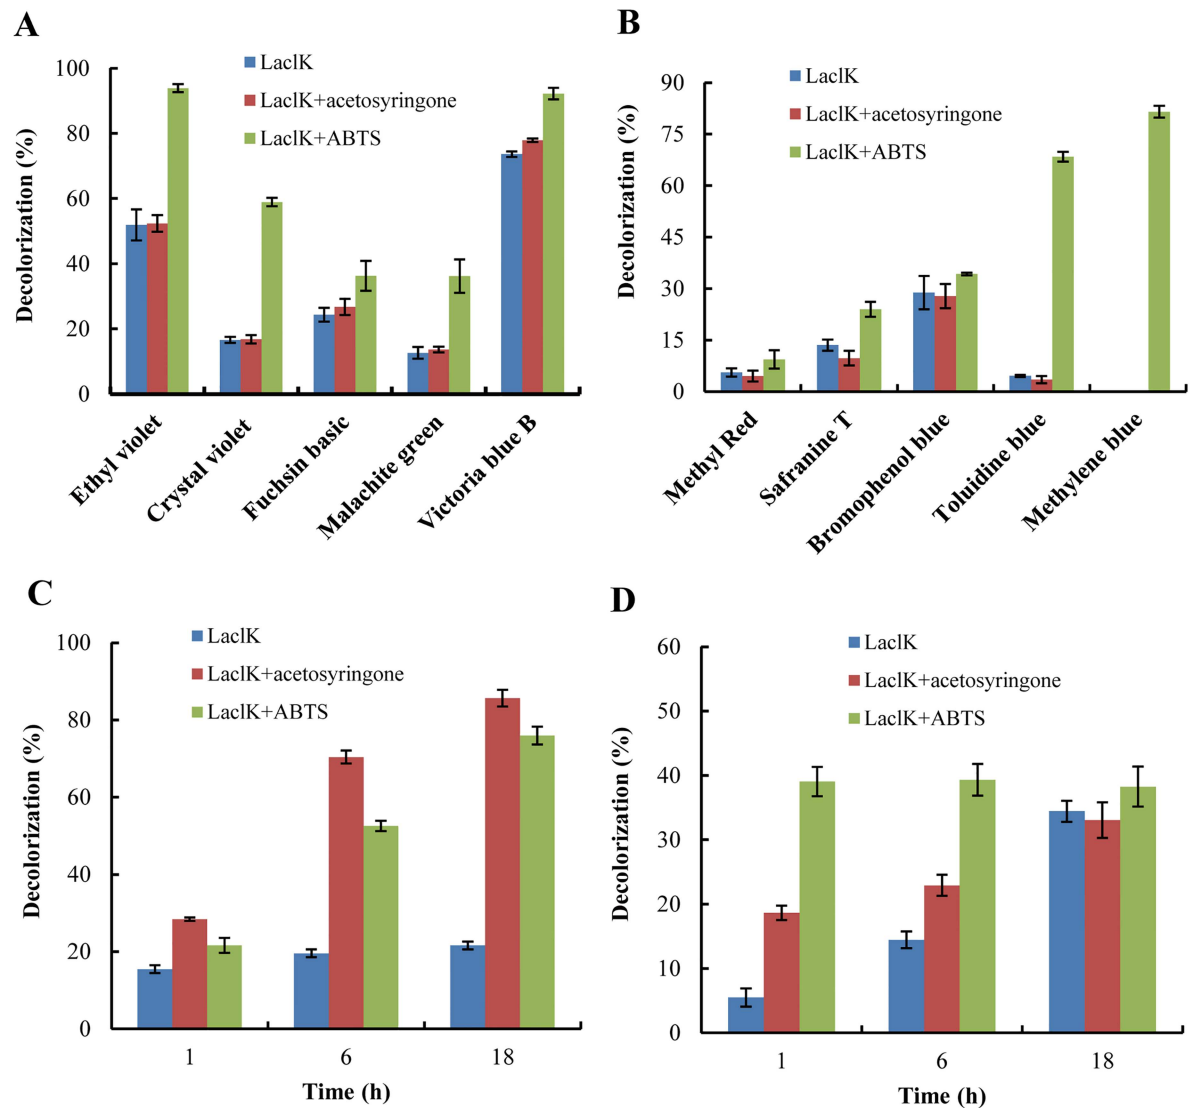 A
Decolorization (%)
100
80
60
40
20
0
LaclK
LaclK+acetosyringone
LaclK+ABTS
Ethyl violet
Crystal violet
Fuchsin basic
Malachite green
Victoria blue B
B
Decolorization (%)
90
75
60
45
30
15
0
LaclK
LaclK+acetosyringone
LaclK+ABTS
Methyl Red
Safranine T
Bromophenol blue
Toluidine blue
Methylene blue
C
Decolorization (%)
100
80
60
40
20
0
LaclK
LaclK+acetosyringone
LaclK+ABTS
1
6
18
Time (h)
D
Decolorization (%)
60
50
40
30
20
10
0
LaclK
LaclK+acetosyringone
LaclK+ABTS
1
6
18
Time (h)